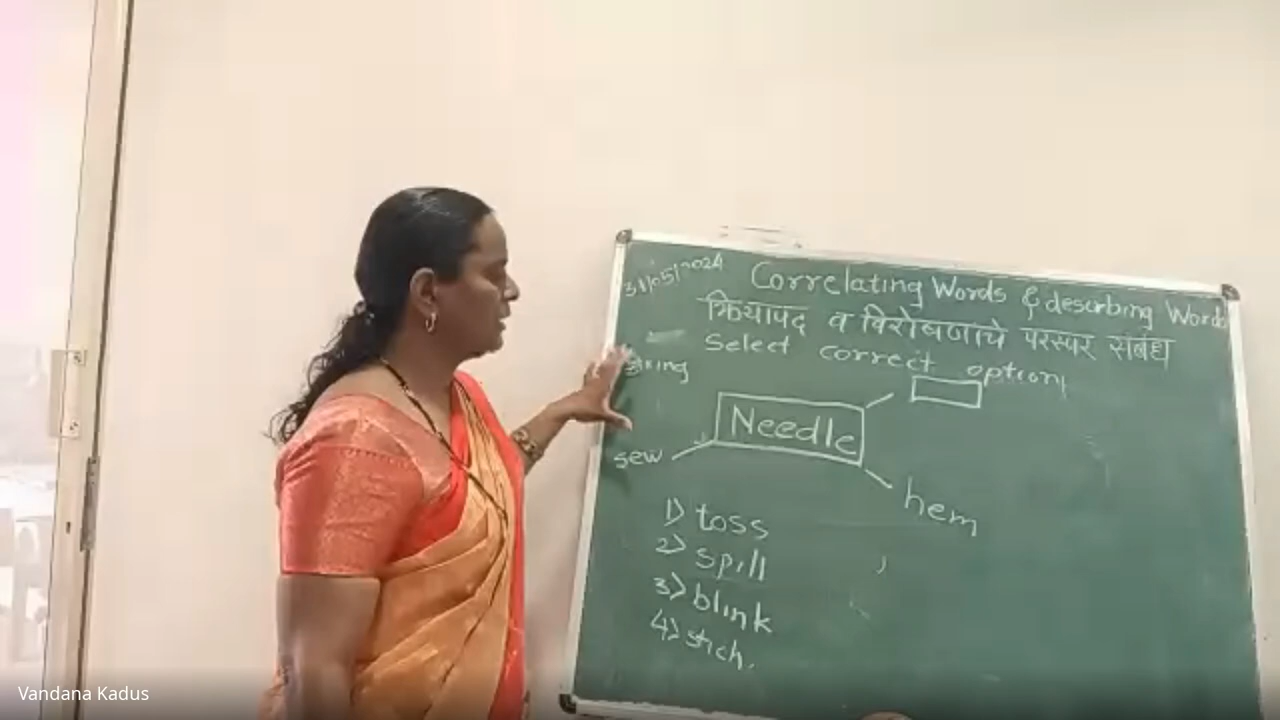 31/05/2024
Correlating Words & describing Words
क्रियापद व विशेषणाचे परस्पर संबंध
Select correct option
Needle
sew
hem
1) toss
2) spill
3) blink
4) stich.
Vandana Kadus